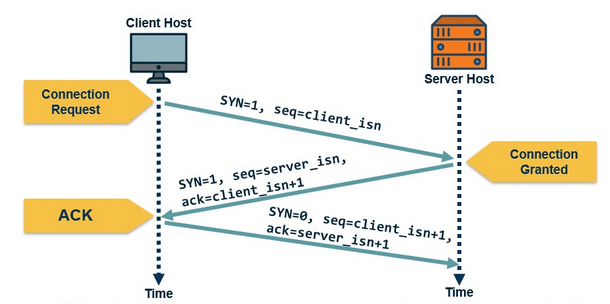 Client Host
Server Host
Connection
Request
SYN=1, seq=client_isn
Connection
Granted
SYN=1, seq=server_isn,
ack=client_isn+1
ACK
SYN=0, seq=client_isn+1,
ack=server_isn+1
Time
Time